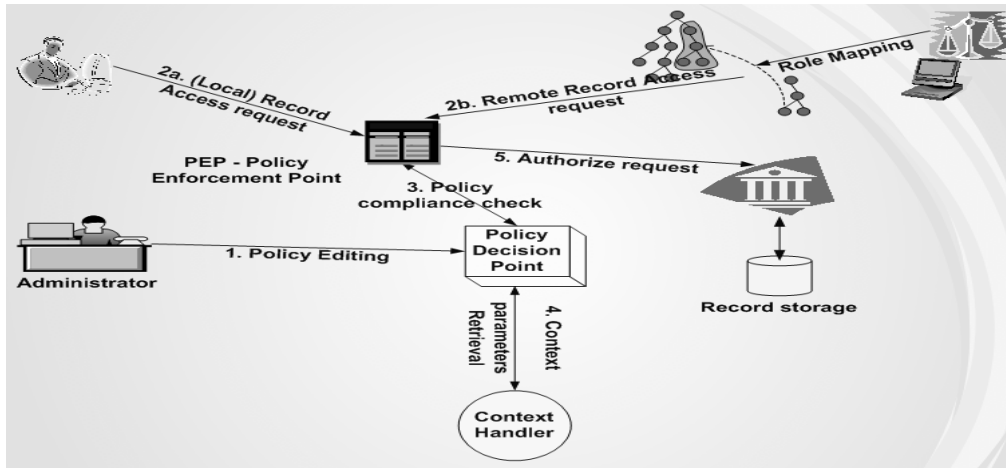 Role Mapping
2a. (Local) Record
Access request
2b. Remote Record Access
request
PEP - Policy
Enforcement Point
5. Authorize request
3. Policy
compliance check
Policy
Decision
Point
1. Policy Editing
Administrator
Record storage
4. Context
parameters
Retrieval
Context
Handler